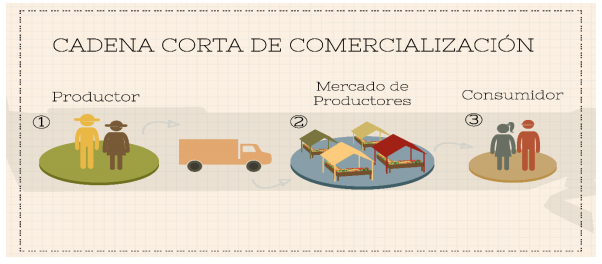 CADENA CORTA DE COMERCIALIZACIÓN
Productor
Mercado de
Productores
Consumidor
1
2
3